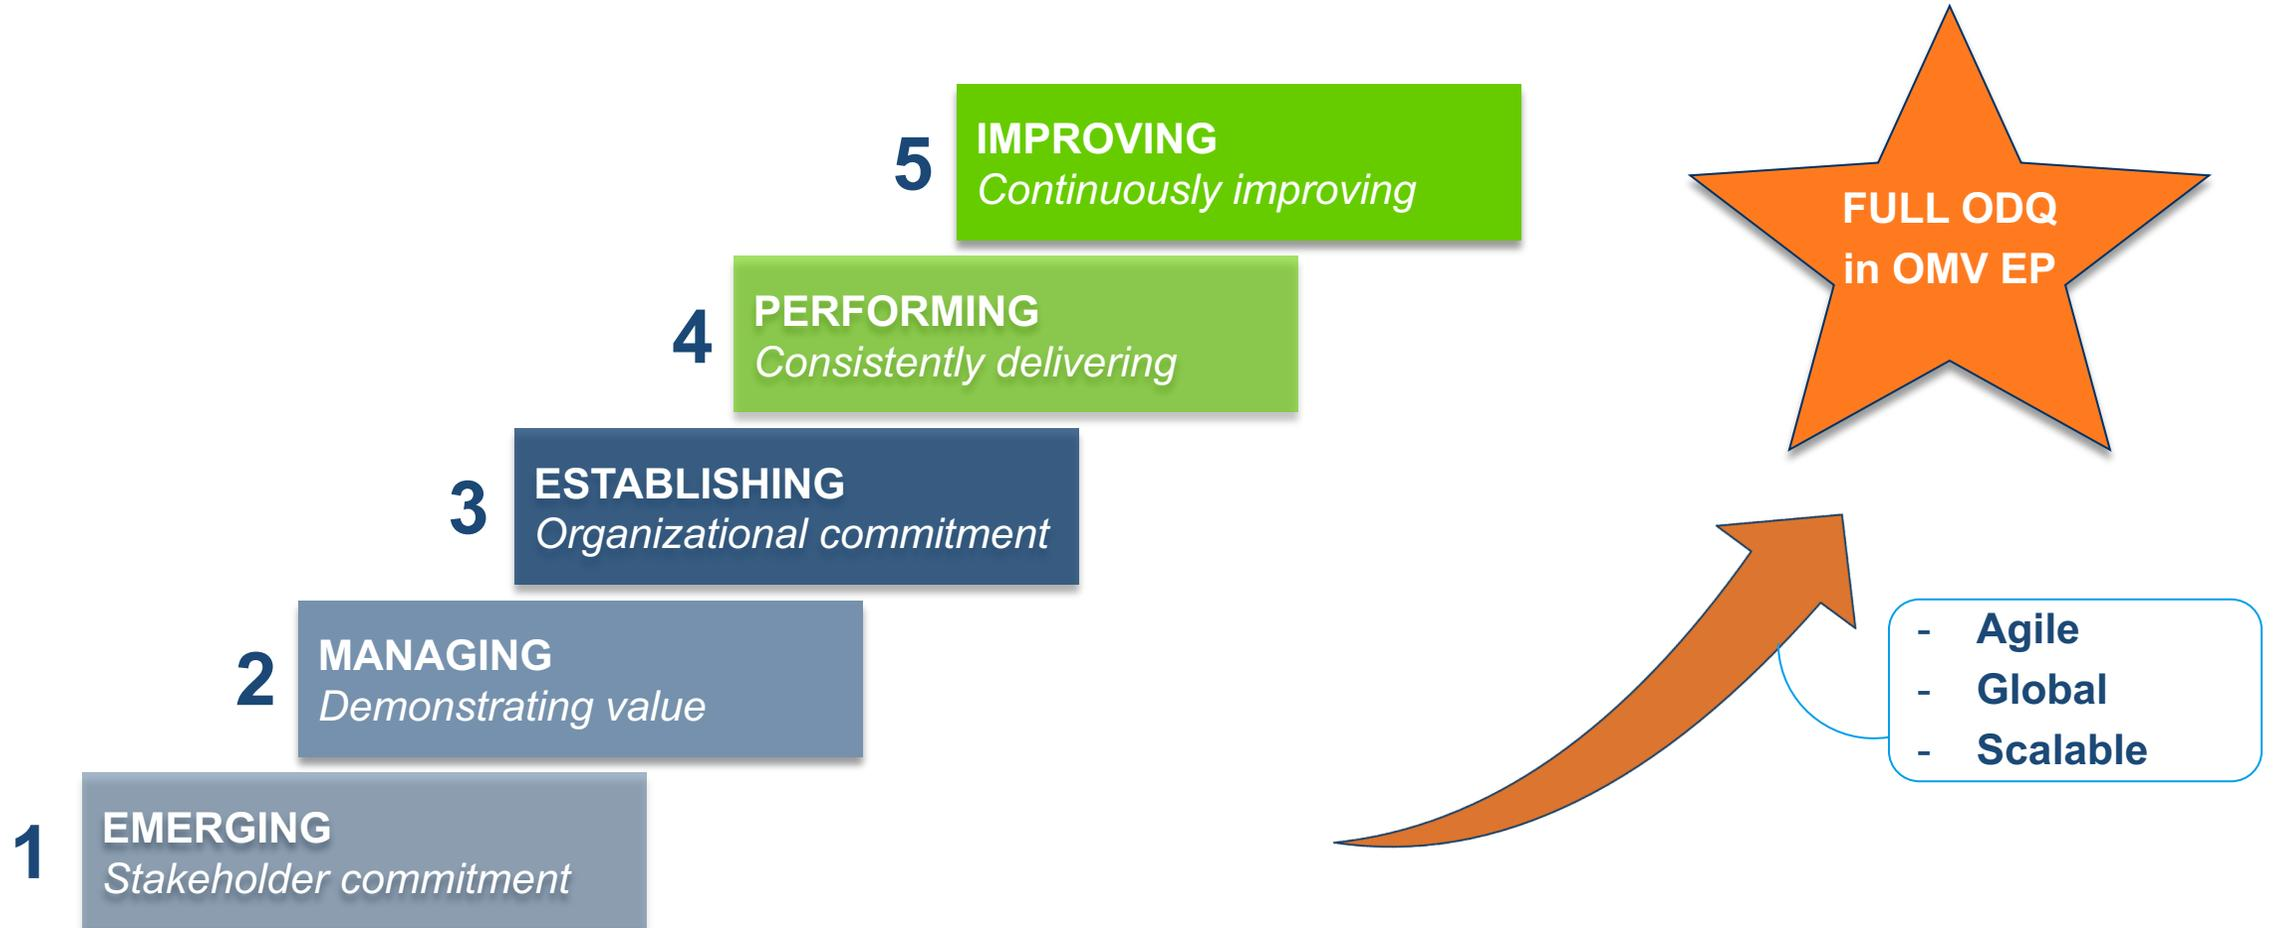 5
IMPROVING
Continuously improving
FULL ODQ
in OMV EP
4
PERFORMING
Consistently delivering
3
ESTABLISHING
Organizational commitment
2
MANAGING
Demonstrating value
- Agile
- Global
- Scalable
1
EMERGING
Stakeholder commitment